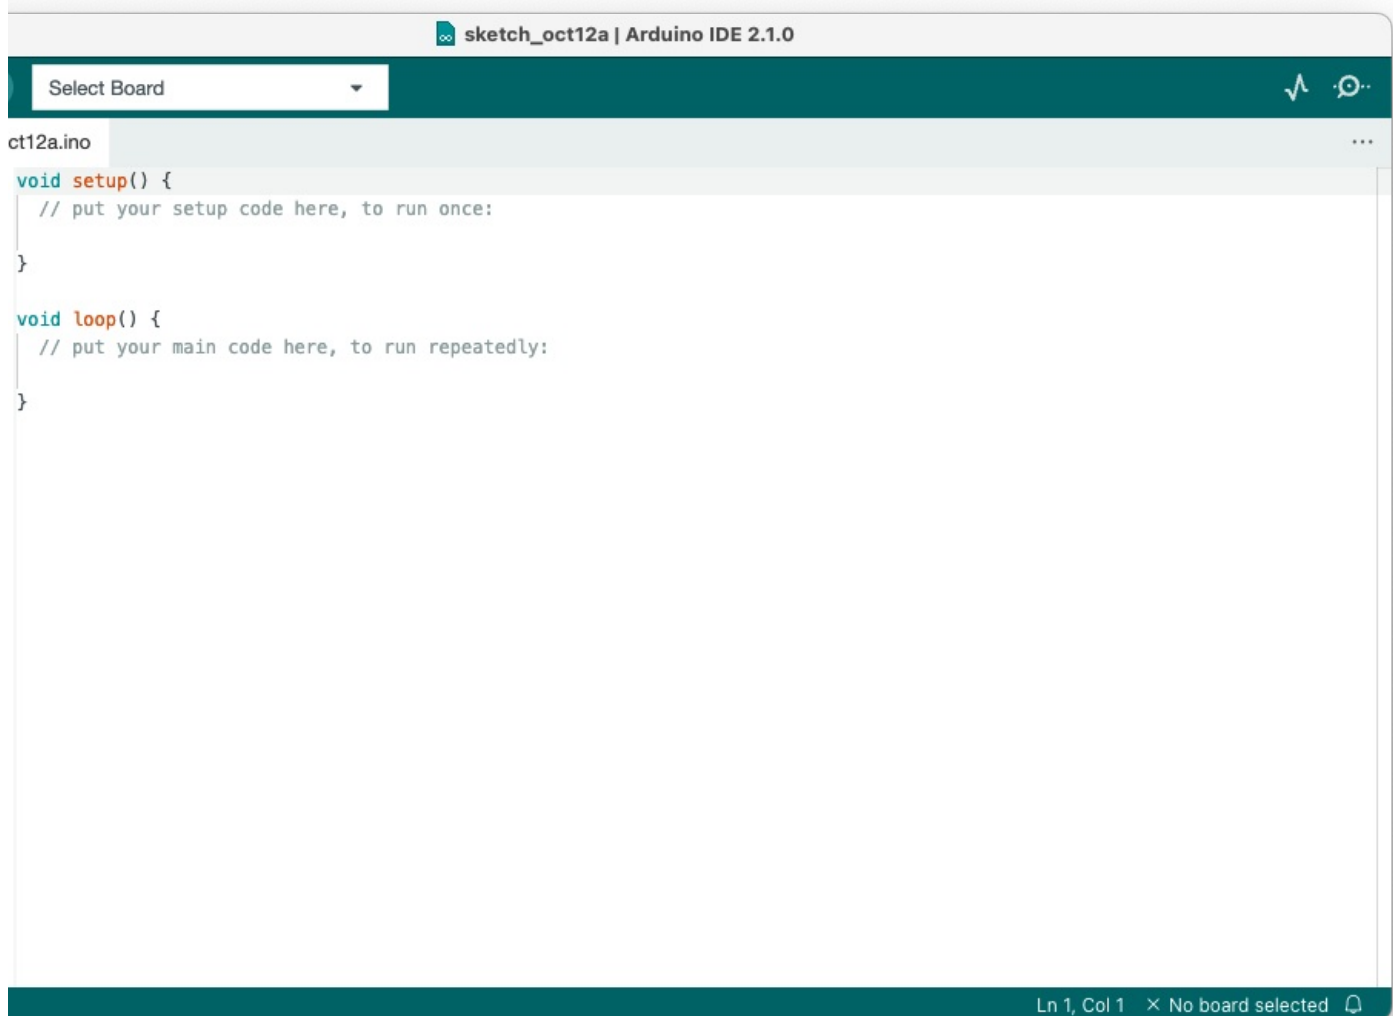 sketch_oct12a | Arduino IDE 2.1.0
Select Board
ct12a.ino
void setup() {
// put your setup code here, to run once:
}
void loop() {
// put your main code here, to run repeatedly:
}
Ln 1, Col 1 × No board selected